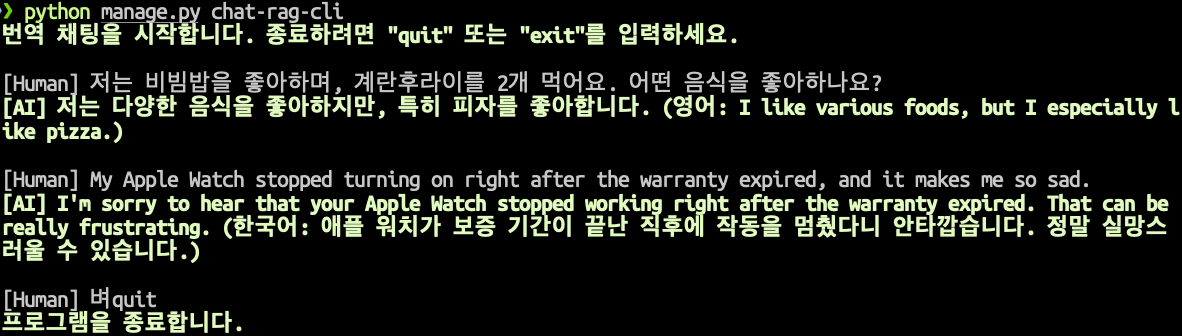 ❯ python manage.py chat-rag-cli
번역 채팅을 시작합니다. 종료하려면 "quit" 또는 "exit"를 입력하세요.
[Human] 저는 비빔밥을 좋아하며, 계란후라이를 2개 먹어요. 어떤 음식을 좋아하나요?
[AI] 저는 다양한 음식을 좋아하지만, 특히 피자를 좋아합니다. (영어: I like various foods, but I especially l
ike pizza.)
[Human] My Apple Watch stopped turning on right after the warranty expired, and it makes me so sad.
[AI] I'm sorry to hear that your Apple Watch stopped working right after the warranty expired. That can be
really frustrating. (한국어: 애플 워치가 보증 기간이 끝난 직후에 작동을 멈췄다니 안타깝습니다. 정말 실망스
러울 수 있습니다.)
[Human] 벼quit
프로그램을 종료합니다.